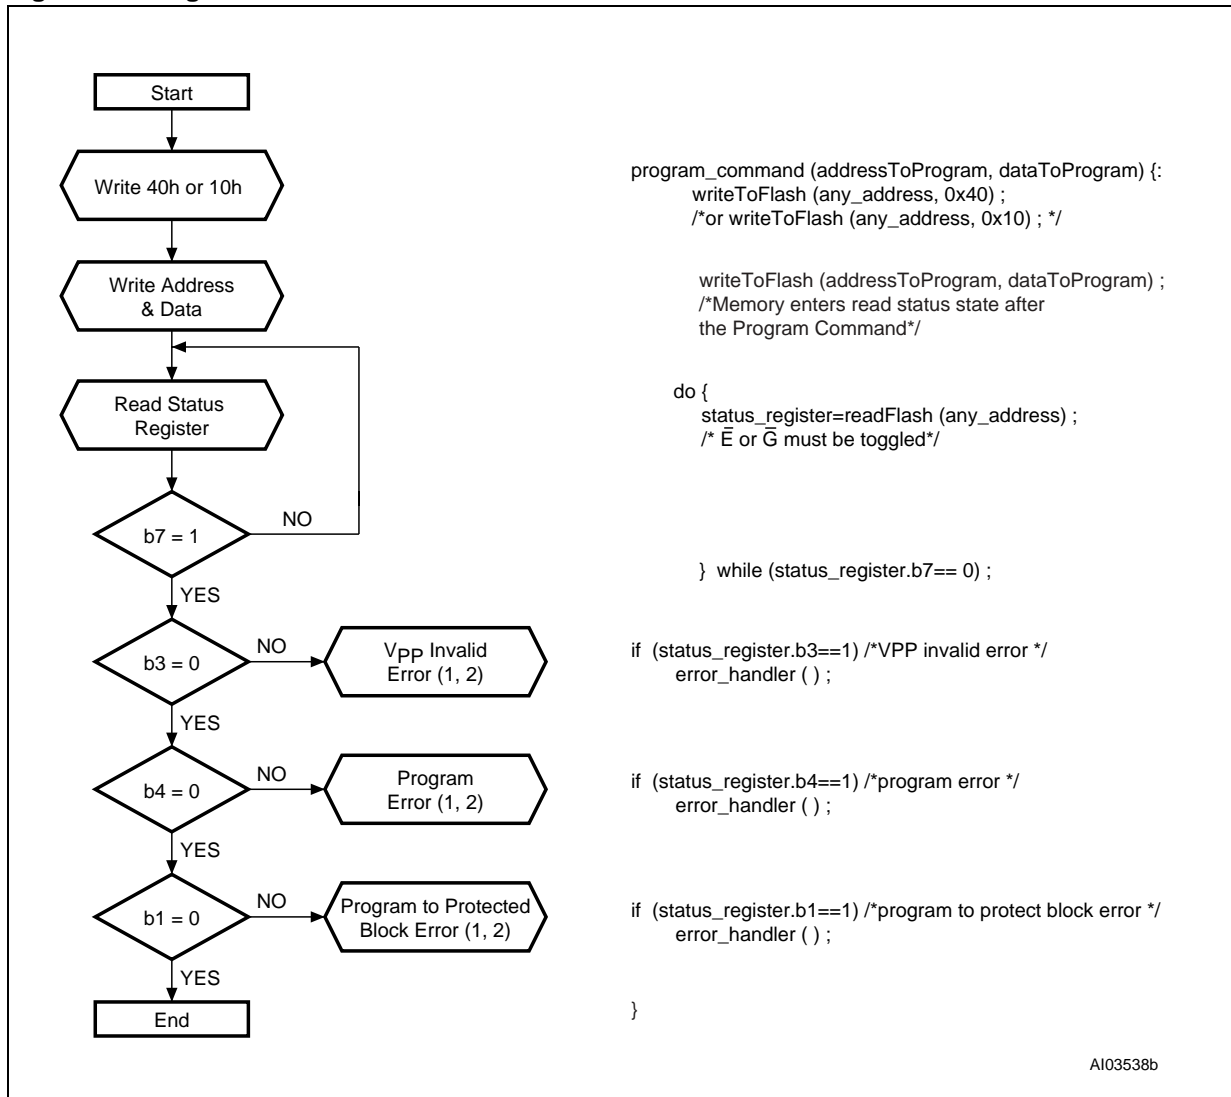 Start
Write 40h or 10h
Write Address
& Data
Read Status
Register
b7 = 1
NO
YES
b3 = 0
NO
VPP Invalid
Error (1, 2)
YES
b4 = 0
NO
Program
Error (1, 2)
YES
b1 = 0
NO
Program to Protected
Block Error (1, 2)
YES
End
program_command (addressToProgram, dataToProgram) {:
writeToFlash (any_address, 0x40) ;
/*or writeToFlash (any_address, 0x10) ; */
writeToFlash (addressToProgram, dataToProgram) ;
/*Memory enters read status state after
the Program Command*/
do {
status_register=readFlash (any_address) ;
/* E̅ or G̅ must be toggled*/
} while (status_register.b7== 0) ;
if (status_register.b3==1) /*VPP invalid error */
error_handler ( ) ;
if (status_register.b4==1) /*program error */
error_handler ( ) ;
if (status_register.b1==1) /*program to protect block error */
error_handler ( ) ;
}
AI03538b